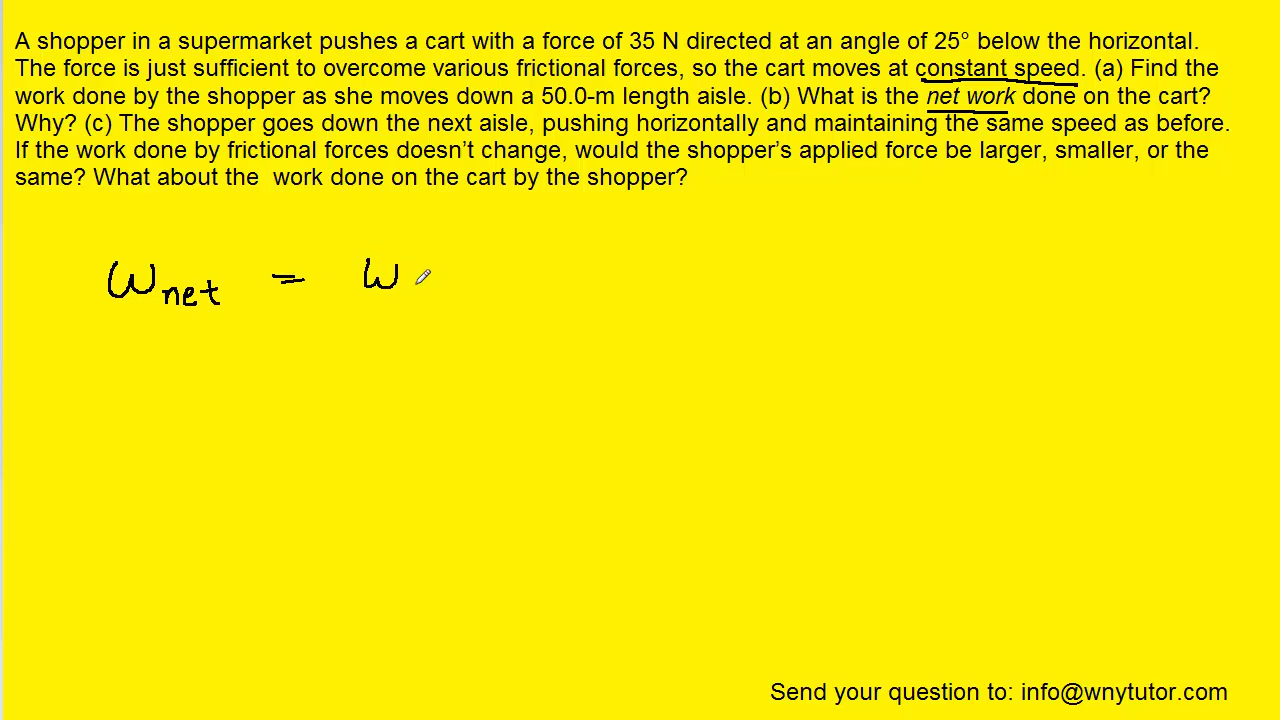 A shopper in a supermarket pushes a cart with a force of 35 N directed at an angle of 25° below the horizontal.
The force is just sufficient to overcome various frictional forces, so the cart moves at constant speed. (a) Find the
work done by the shopper as she moves down a 50.0-m length aisle. (b) What is the net work done on the cart?
Why? (c) The shopper goes down the next aisle, pushing horizontally and maintaining the same speed as before.
If the work done by frictional forces doesn’t change, would the shopper’s applied force be larger, smaller, or the
same? What about the  work done on the cart by the shopper?
W net = W
Send your question to: info@wnytutor.com